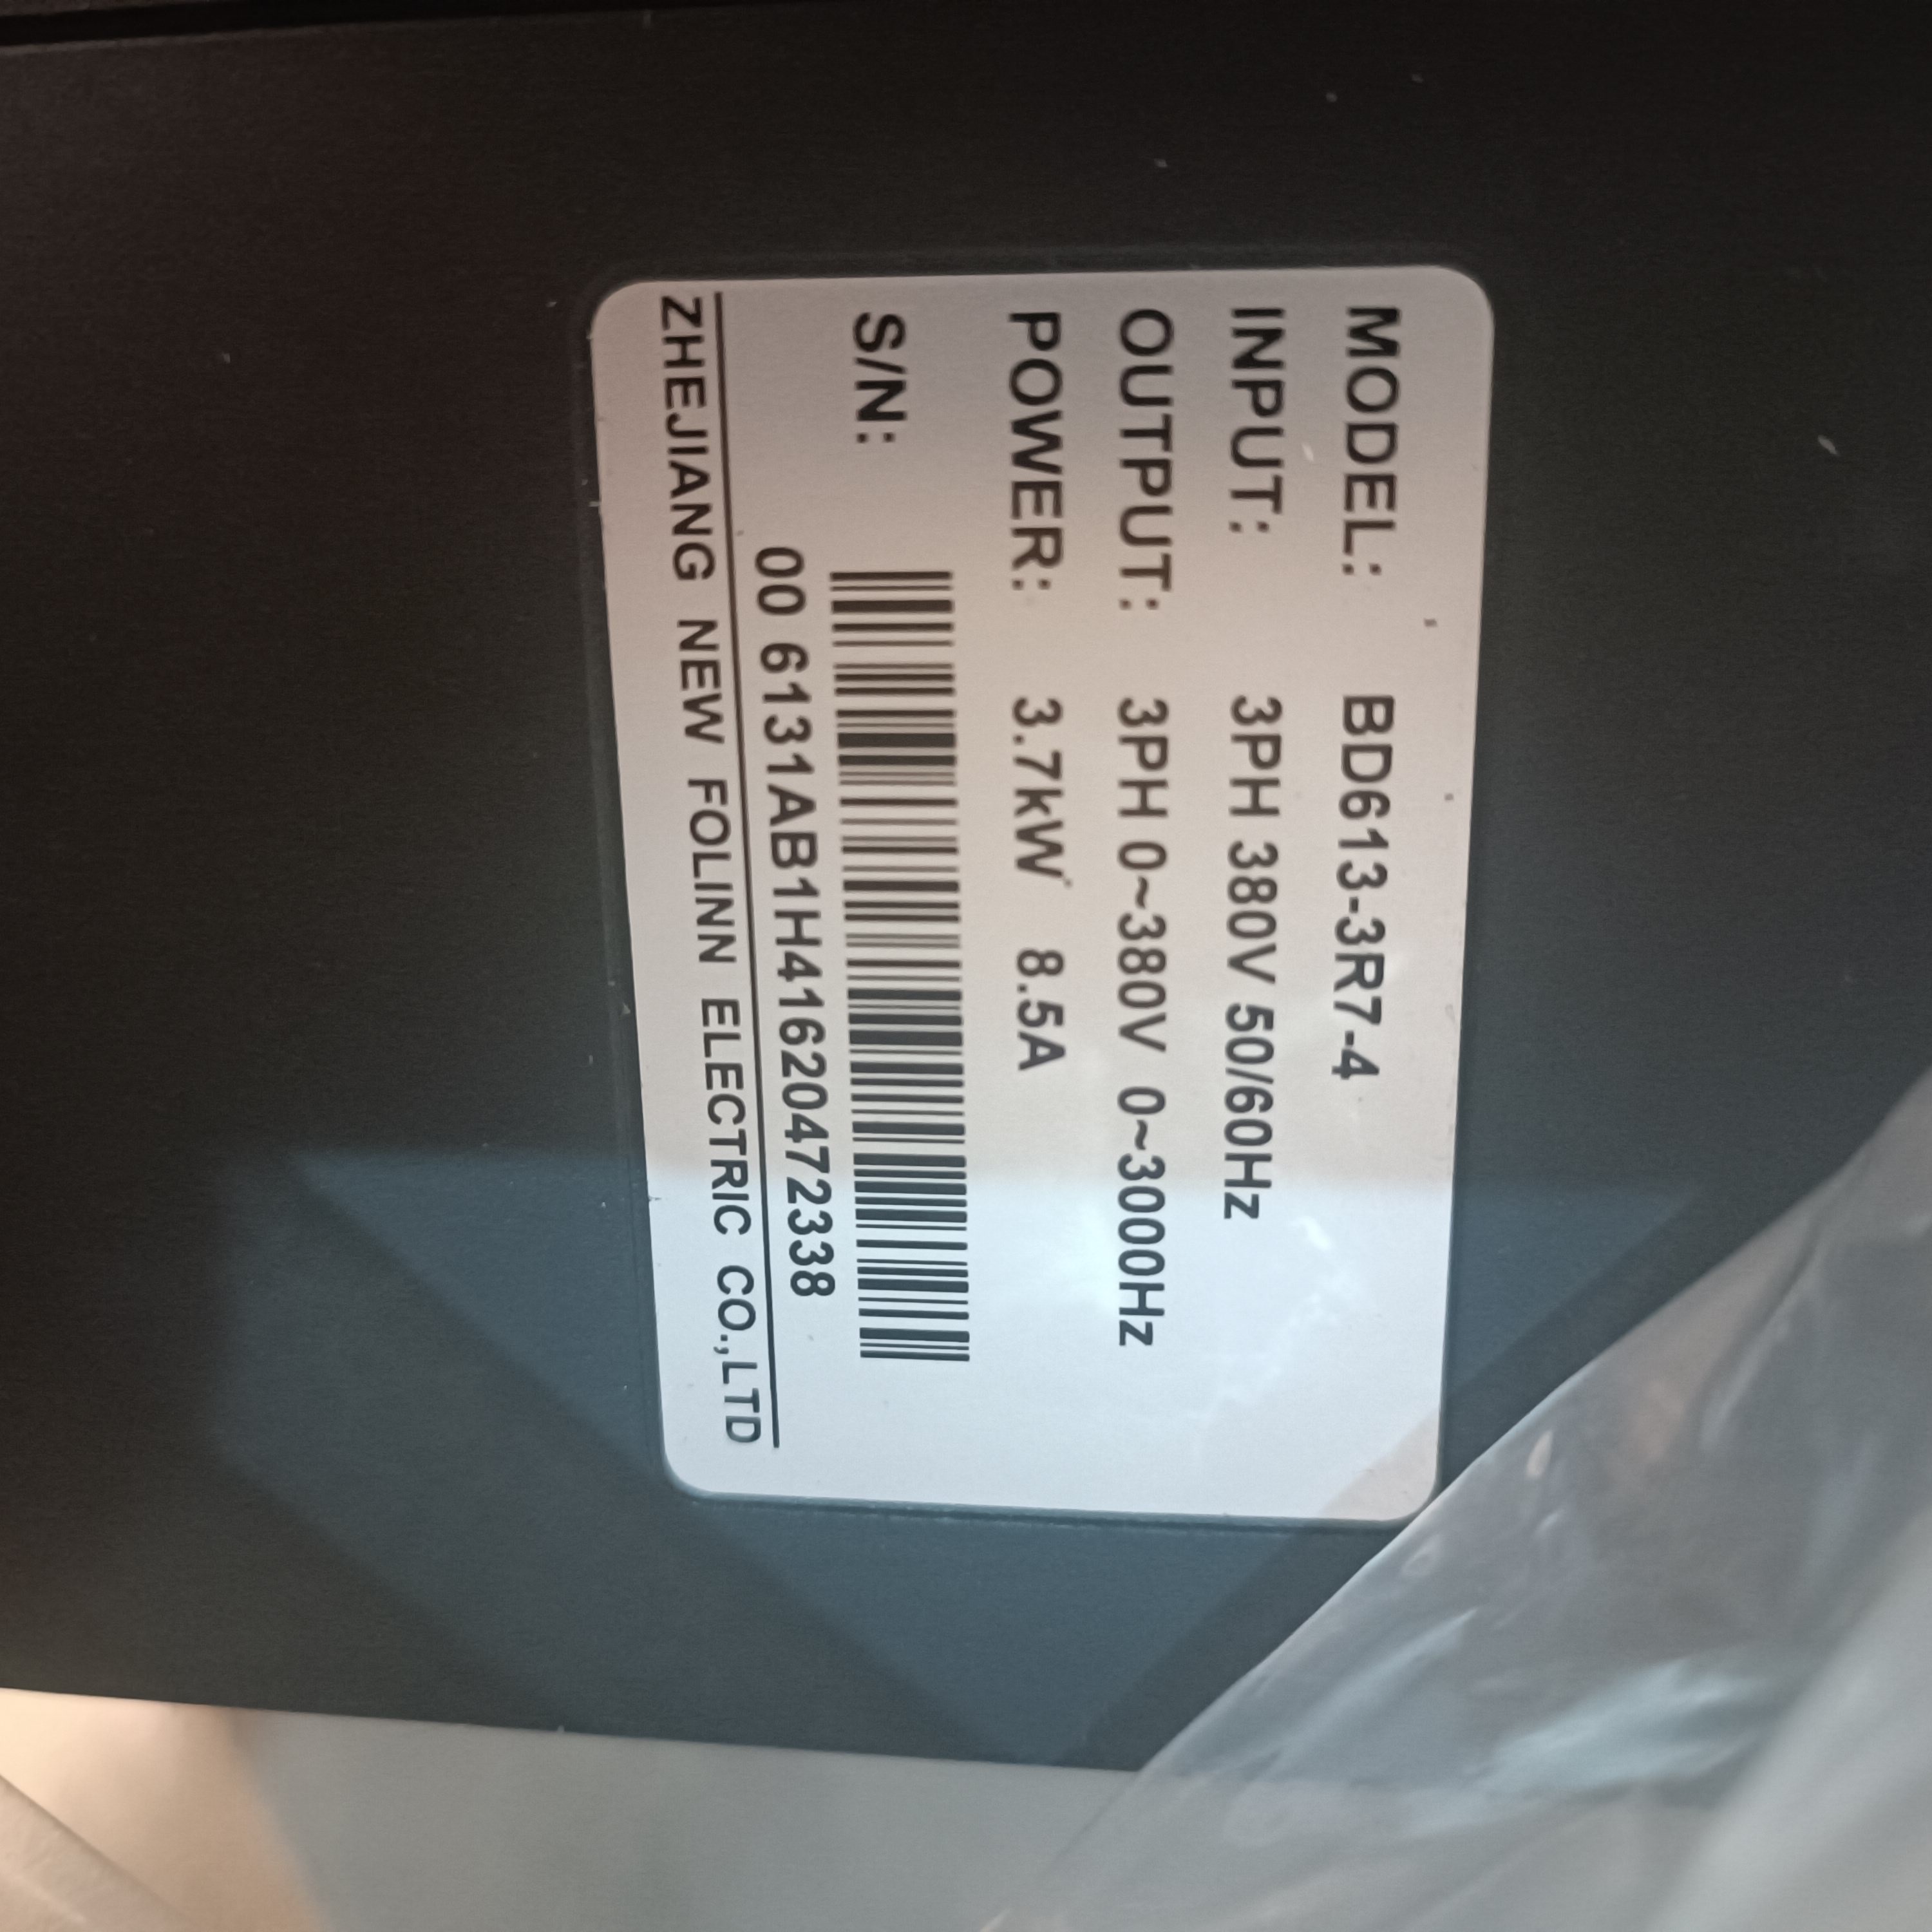 MODEL: BD613-3R7-4
INPUT: 3PH 380V 50/60Hz
OUTPUT: 3PH 0~380V 0~3000Hz
POWER: 3.7kW 8.5A
S/N:
00 6131AB1H41620472338
ZHEJIANG NEW FOLINN ELECTRIC CO.,LTD